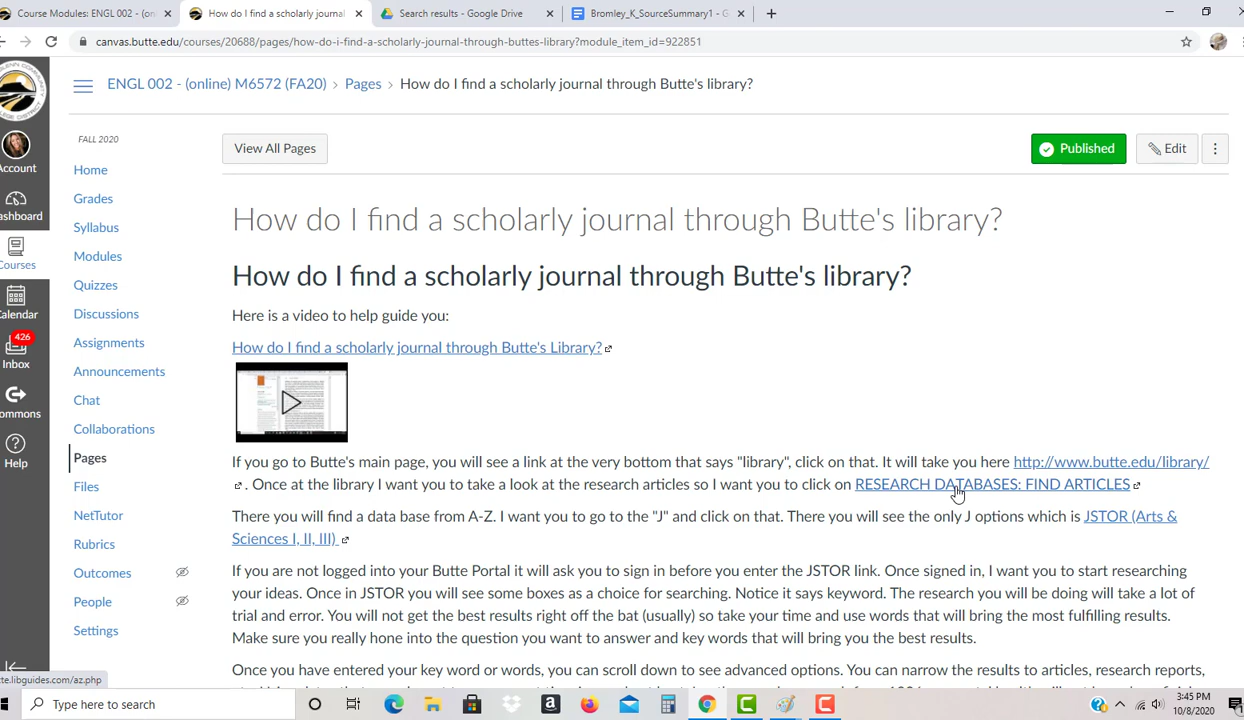 Course Modules: ENGL 002 - (on
How do I find a scholarly journal
Search results - Google Drive
Bromley_K_SourceSummary1 - G
canvas.butte.edu/courses/20688/pages/how-do-i-find-a-scholarly-journal-through-buttes-library?module_item_id=922851
ENGL 002 - (online) M6572 (FA20) › Pages › How do I find a scholarly journal through Butte's library?
Account
ashboard
Courses
Calendar
426
Inbox
ommons
Help
FALL 2020
Home
Grades
Syllabus
Modules
Quizzes
Discussions
Assignments
Announcements
Chat
Collaborations
Pages
Files
NetTutor
Rubrics
Outcomes
People
Settings
View All Pages
Published
Edit
How do I find a scholarly journal through Butte's library?
How do I find a scholarly journal through Butte's library?
Here is a video to help guide you:
How do I find a scholarly journal through Butte's Library?
If you go to Butte's main page, you will see a link at the very bottom that says "library", click on that. It will take you here http://www.butte.edu/library/
. Once at the library I want you to take a look at the research articles so I want you to click on RESEARCH DATABASES: FIND ARTICLES
There you will find a data base from A-Z. I want you to go to the "J" and click on that. There you will see the only J options which is JSTOR (Arts &
Sciences I, II, III)
If you are not logged into your Butte Portal it will ask you to sign in before you enter the JSTOR link. Once signed in, I want you to start researching
your ideas. Once in JSTOR you will see some boxes as a choice for searching. Notice it says keyword. The research you will be doing will take a lot of
trial and error. You will not get the best results right off the bat (usually) so take your time and use words that will bring the most fulfilling results.
Make sure you really hone into the question you want to answer and key words that will bring you the best results.
Once you have entered your key word or words, you can scroll down to see advanced options. You can narrow the results to articles, research reports,
te.libguides.com/az.php
Type here to search
3:45 PM
10/8/2020